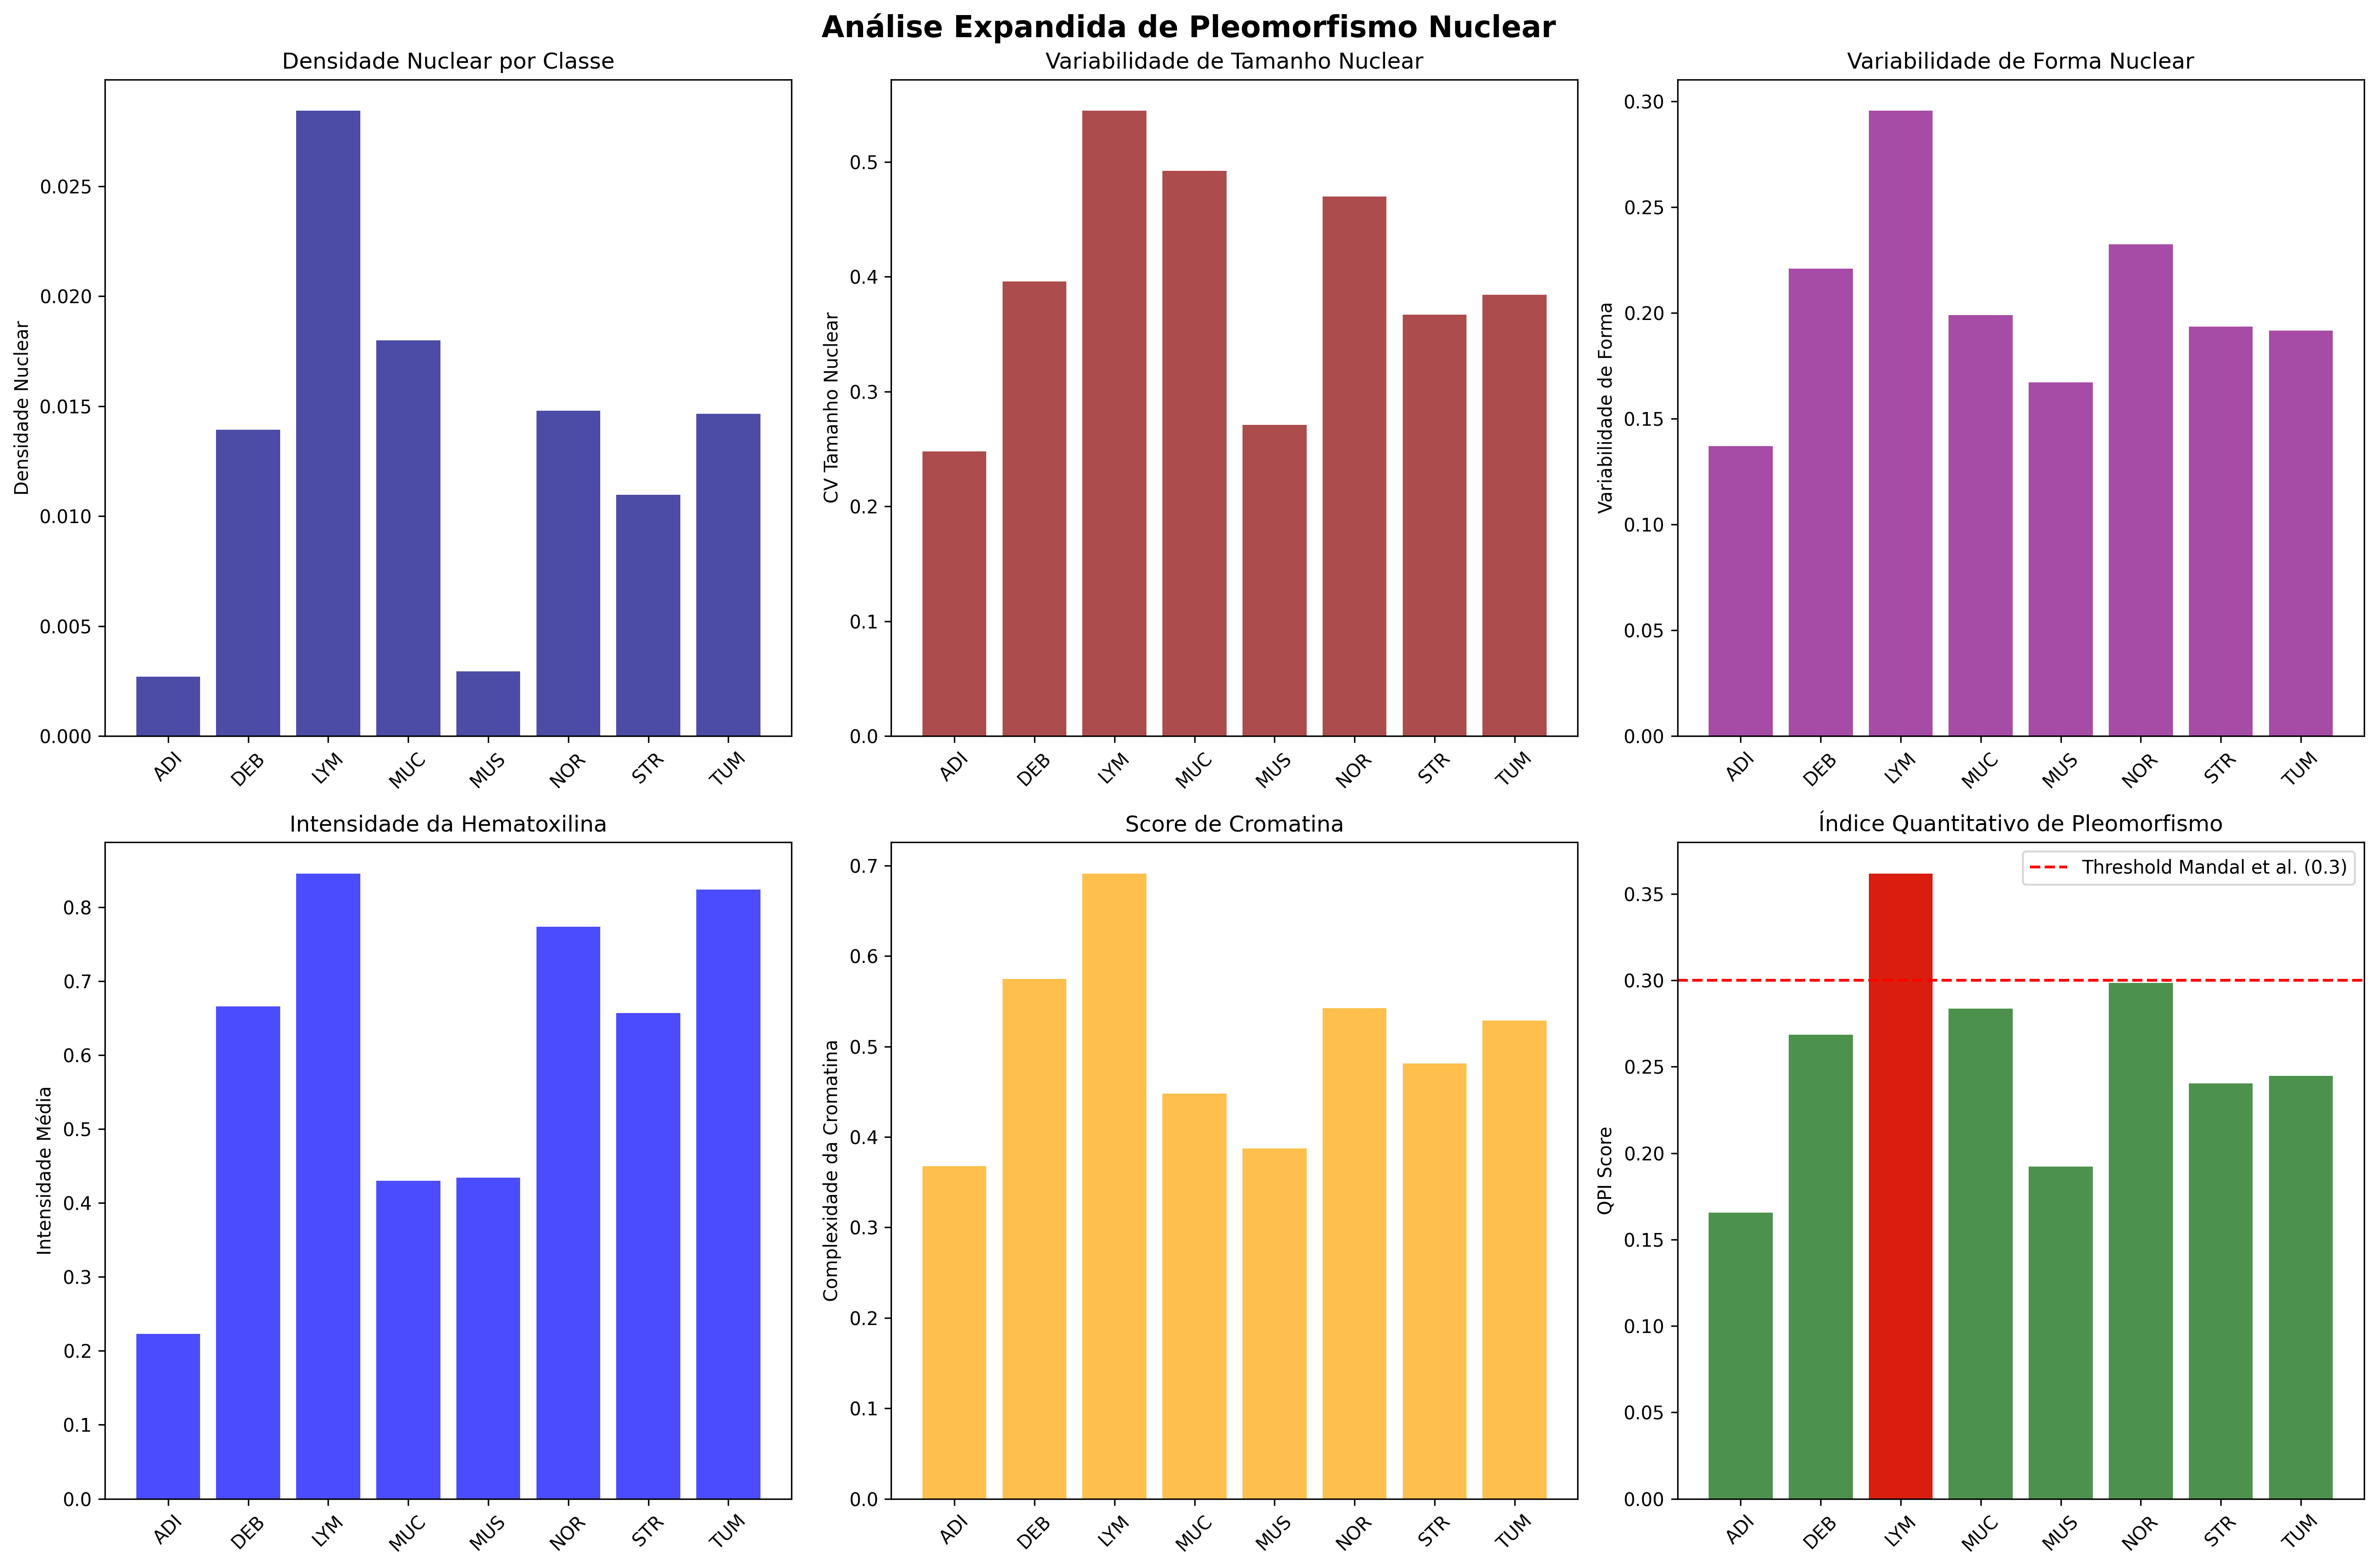 Análise Expandida de Pleomorfismo Nuclear
Densidade Nuclear por Classe
Densidade Nuclear
0.025
0.020
0.015
0.010
0.005
0.000
ADI DEB LYM MUC MUS NOR STR TUM
Variabilidade de Tamanho Nuclear
CV Tamanho Nuclear
0.5
0.4
0.3
0.2
0.1
0.0
ADI DEB LYM MUC MUS NOR STR TUM
Variabilidade de Forma Nuclear
Variabilidade de Forma
0.30
0.25
0.20
0.15
0.10
0.05
0.00
ADI DEB LYM MUC MUS NOR STR TUM
Intensidade da Hematoxilina
Intensidade Média
0.8
0.7
0.6
0.5
0.4
0.3
0.2
0.1
0.0
ADI DEB LYM MUC MUS NOR STR TUM
Score de Cromatina
Complexidade da Cromatina
0.7
0.6
0.5
0.4
0.3
0.2
0.1
0.0
ADI DEB LYM MUC MUS NOR STR TUM
Índice Quantitativo de Pleomorfismo
Threshold Mandal et al. (0.3)
QPI Score
0.35
0.30
0.25
0.20
0.15
0.10
0.05
0.00
ADI DEB LYM MUC MUS NOR STR TUM